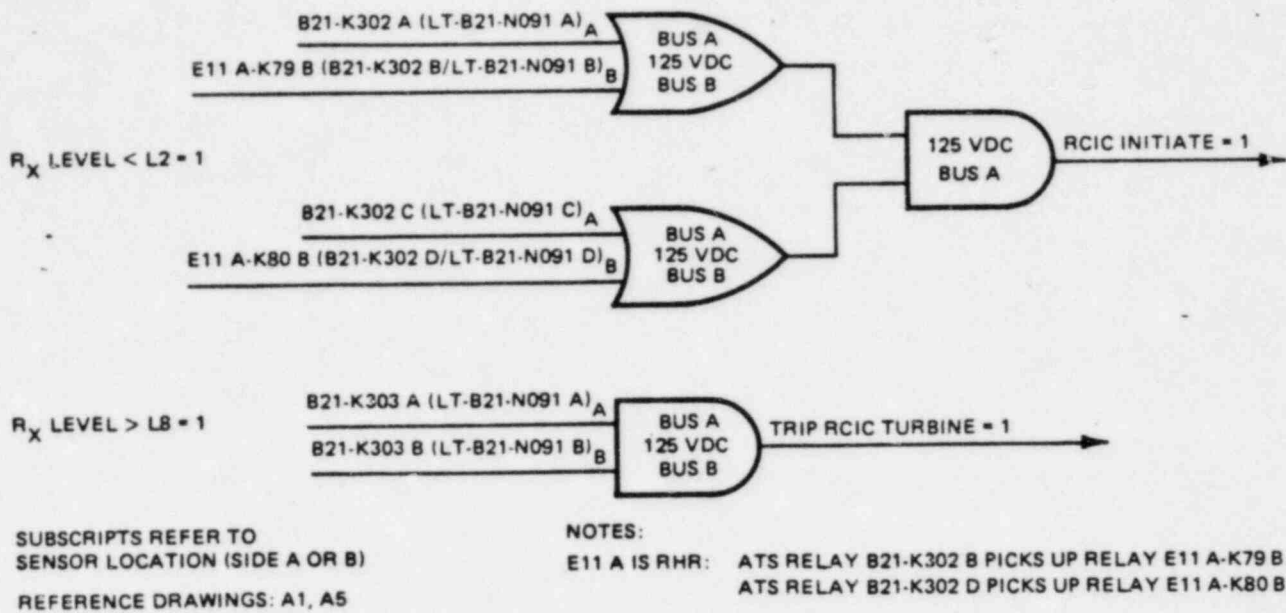 B21-K302 A (LT-B21-N091 A)A
E11 A-K79 B (B21-K302 B/LT-B21-N091 B)B
BUS A
125 VDC
BUS B
RX LEVEL < L2 = 1
125 VDC
BUS A
RCIC INITIATE = 1
B21-K302 C (LT-B21-N091 C)A
E11 A-K80 B (B21-K302 D/LT-B21-N091 D)B
BUS A
125 VDC
BUS B
RX LEVEL > L8 = 1
B21-K303 A (LT-B21-N091 A)A
B21-K303 B (LT-B21-N091 B)B
BUS A
125 VDC
BUS B
TRIP RCIC TURBINE = 1
SUBSCRIPTS REFER TO
SENSOR LOCATION (SIDE A OR B)
REFERENCE DRAWINGS: A1, A5
NOTES:
E11 A IS RHR: ATS RELAY B21-K302 B PICKS UP RELAY E11 A-K79 B
ATS RELAY B21-K302 D PICKS UP RELAY E11 A-K80 B